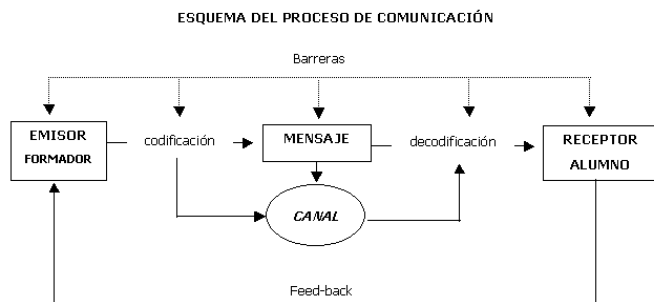 ESQUEMA DEL PROCESO DE COMUNICACIÓN
Barreras
EMISOR
FORMADOR
codificación
MENSAJE
decodificación
RECEPTOR
ALUMNO
CANAL
Feed-back